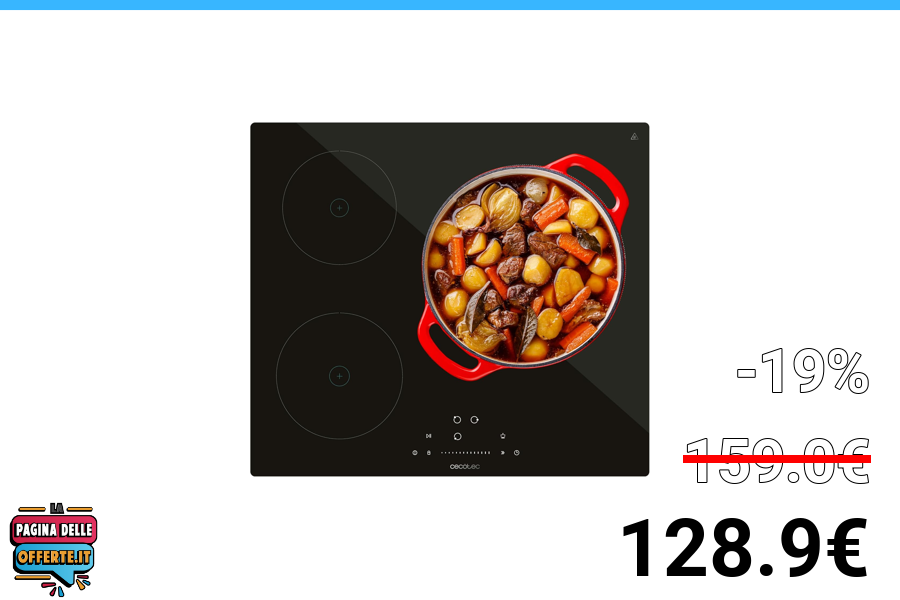 cecotec
-19%
159.0€
128.9€
LA
PAGINA DELLE
OFFERTE.IT